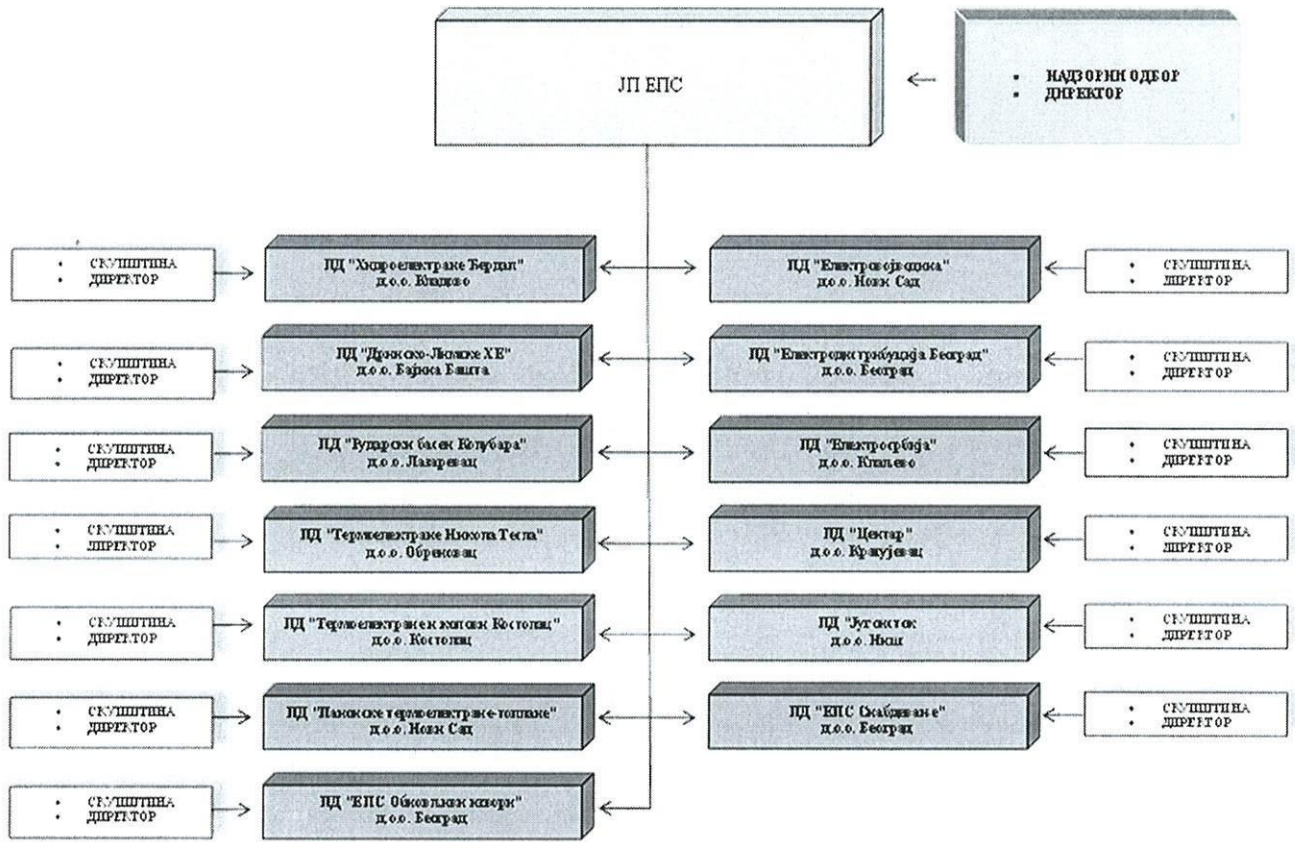 ЈП ЕПС
• НАДЗОРНИ ОДБОР
• ДИРЕКТОР
• СКУПШТИНА
• ДИРЕКТОР
ПД "Хидроелектране Ђердап"
д.о.о. Кладово
ПД "Електровојводина"
д.о.о. Нови Сад
• СКУПШТИНА
• ДИРЕКТОР
• СКУПШТИНА
• ДИРЕКТОР
ПД "Дринско-Лимске ХЕ"
д.о.о. Бајина Башта
ПД "Електродистрибуција Београд"
д.о.о. Београд
• СКУПШТИНА
• ДИРЕКТОР
• СКУПШТИНА
• ДИРЕКТОР
ПД "Рударски басен Колубара"
д.о.о. Лазаревац
ПД "Електросрбија"
д.о.о. Краљево
• СКУПШТИНА
• ДИРЕКТОР
• СКУПШТИНА
• ДИРЕКТОР
ПД "Термоелектране Никола Тесла"
д.о.о. Обреновац
ПД "Центар"
д.о.о. Крагујевац
• СКУПШТИНА
• ДИРЕКТОР
• СКУПШТИНА
• ДИРЕКТОР
ПД "Термоелектране и копови Костолац"
д.о.о. Костолац
ПД "Југоисток
д.о.о. Ниш
• СКУПШТИНА
• ДИРЕКТОР
• СКУПШТИНА
• ДИРЕКТОР
ПД "Панонске термоелектране-топлане"
д.о.о. Нови Сад
ПД "ЕПС Снабдевање"
д.о.о. Београд
• СКУПШТИНА
• ДИРЕКТОР
• СКУПШТИНА
• ДИРЕКТОР
ПД "ЕПС Обновљиви извори"
д.о.о. Београд